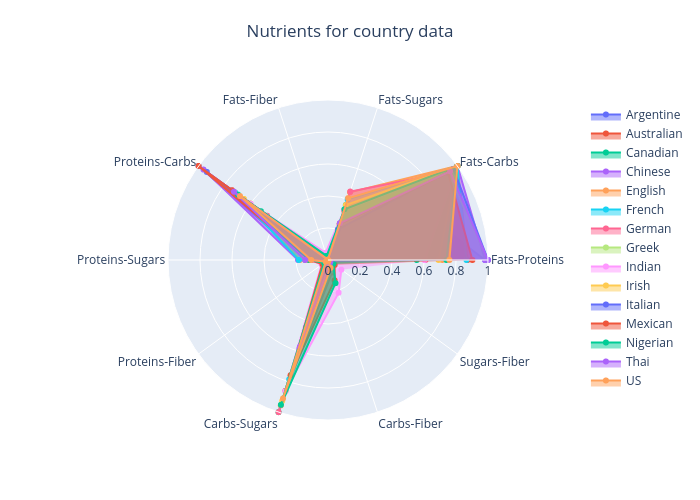 Nutrients for country data
Fats-Fiber
Fats-Sugars
Proteins-Carbs
Fats-Carbs
Proteins-Sugars
0 0.2 0.4 0.6 0.8 1
Fats-Proteins
Proteins-Fiber
Sugars-Fiber
Carbs-Sugars
Carbs-Fiber
Argentine
Australian
Canadian
Chinese
English
French
German
Greek
Indian
Irish
Italian
Mexican
Nigerian
Thai
US